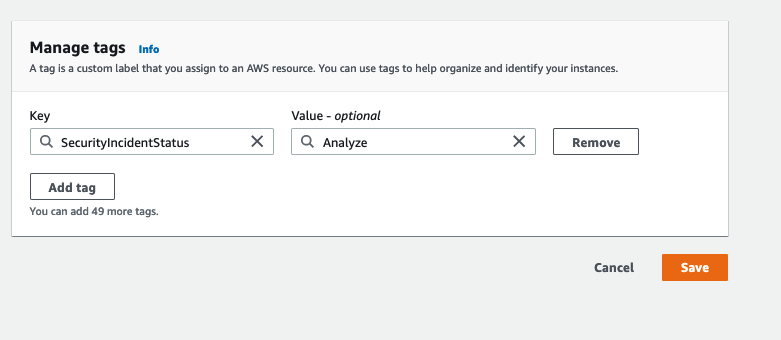 Manage tags Info
A tag is a custom label that you assign to an AWS resource. You can use tags to help organize and identify your instances.
Key
Value - optional
SecurityIncidentStatus
Analyze
Remove
Add tag
You can add 49 more tags.
Cancel
Save